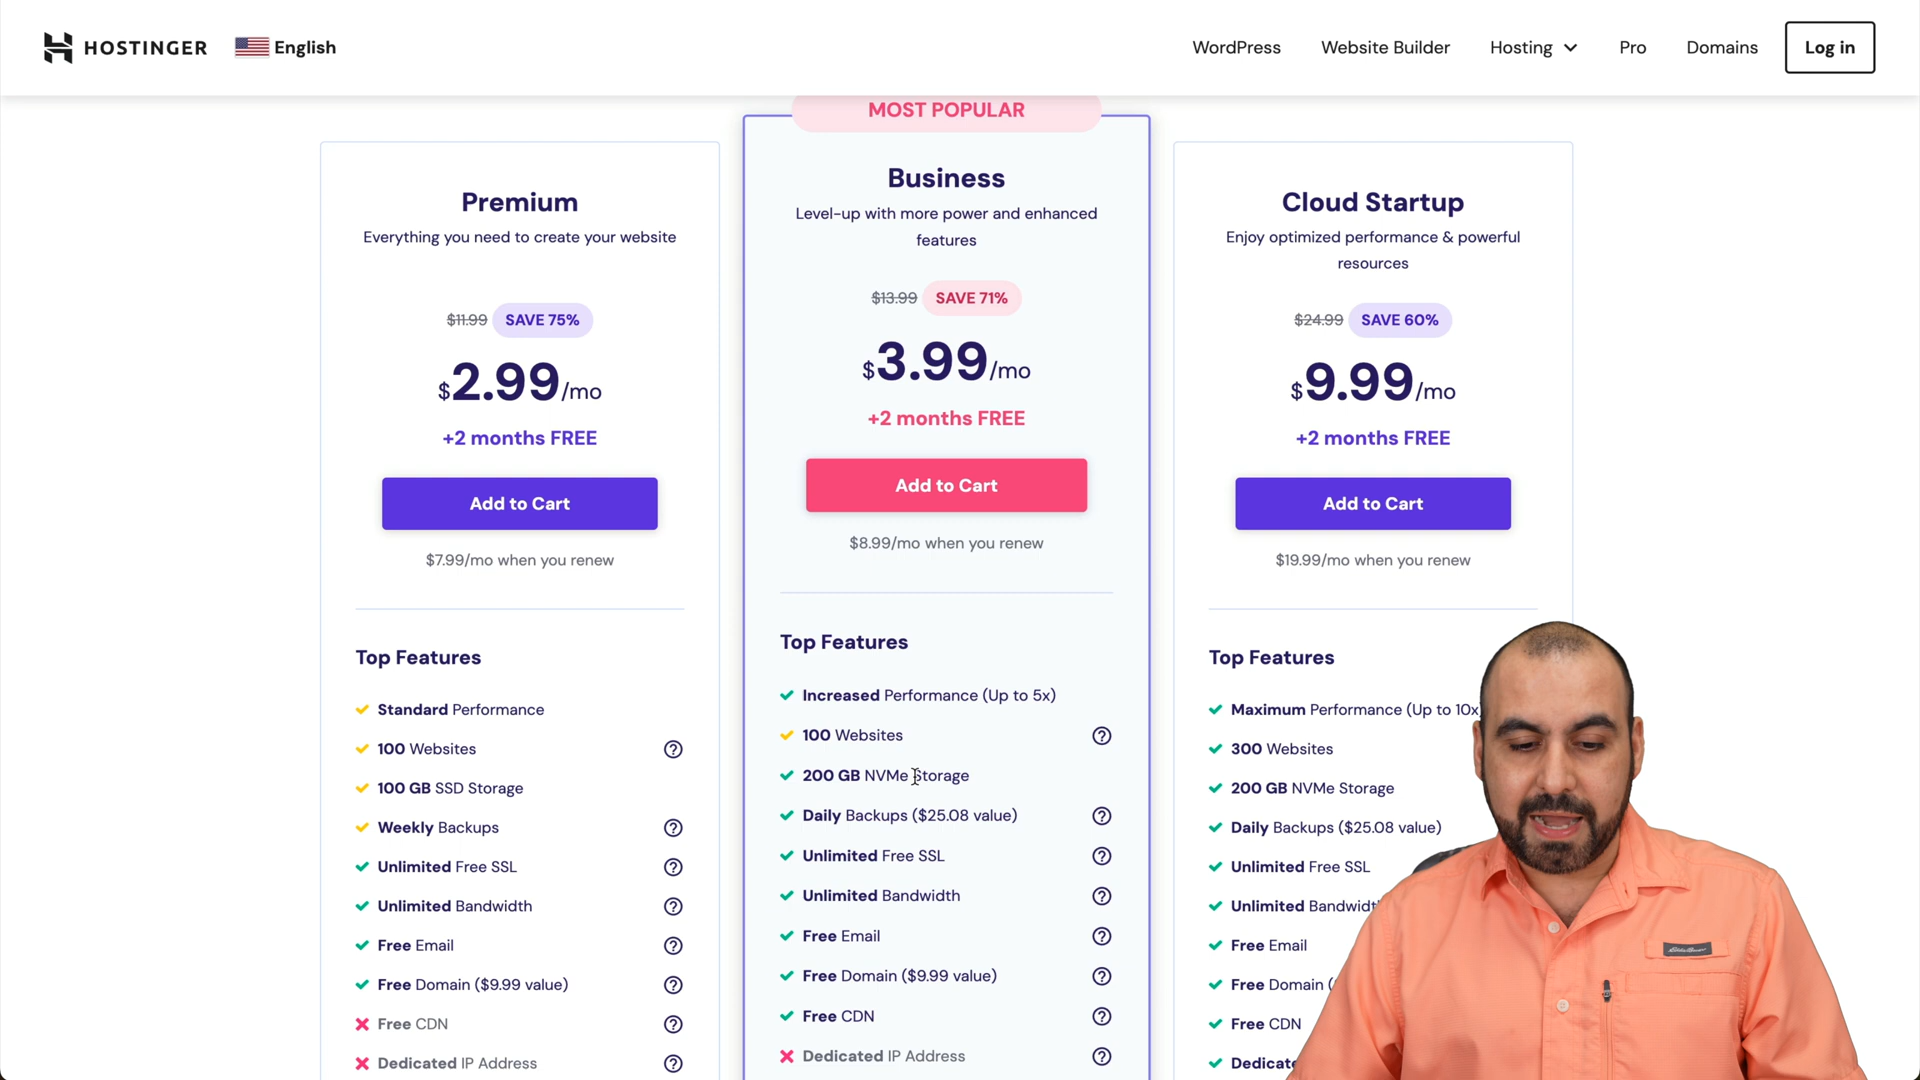 HOSTINGER English WordPress Website Builder Hosting Pro Domains Log in
MOST POPULAR
Premium
Everything you need to create your website
$11.99 SAVE 75%
$2.99/mo
+2 months FREE
Add to Cart
$7.99/mo when you renew
Top Features
Standard Performance
100 Websites
100 GB SSD Storage
Weekly Backups
Unlimited Free SSL
Unlimited Bandwidth
Free Email
Free Domain ($9.99 value)
Free CDN
Dedicated IP Address
Business
Level-up with more power and enhanced
features
$13.99 SAVE 71%
$3.99/mo
+2 months FREE
Add to Cart
$8.99/mo when you renew
Top Features
Increased Performance (Up to 5x)
100 Websites
200 GB NVMe Storage
Daily Backups ($25.08 value)
Unlimited Free SSL
Unlimited Bandwidth
Free Email
Free Domain ($9.99 value)
Free CDN
Dedicated IP Address
Cloud Startup
Enjoy optimized performance & powerful
resources
$24.99 SAVE 60%
$9.99/mo
+2 months FREE
Add to Cart
$19.99/mo when you renew
Top Features
Maximum Performance (Up to 10x
300 Websites
200 GB NVMe Storage
Daily Backups ($25.08 value)
Unlimited Free SSL
Unlimited
Free Email
Free Domain
Free CDN